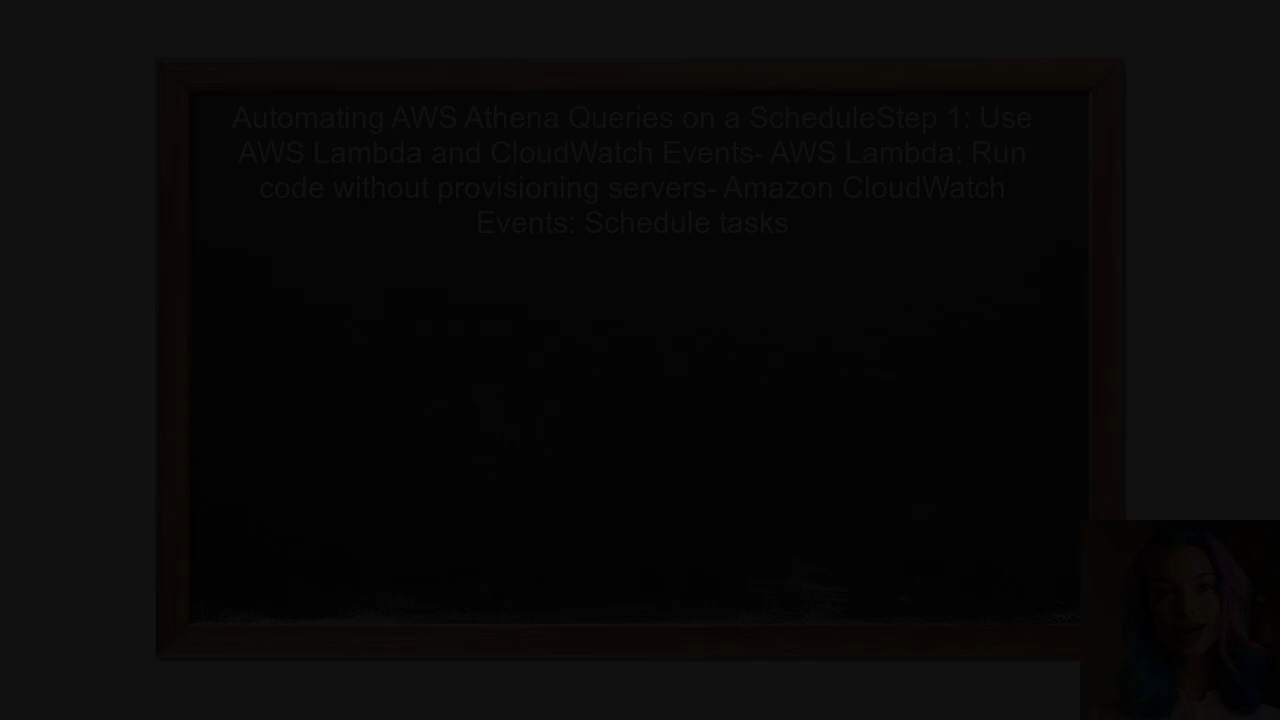 Automating AWS Athena Queries on a ScheduleStep 1: Use
AWS Lambda and CloudWatch Events- AWS Lambda: Run
code without provisioning servers- Amazon CloudWatch
Events: Schedule tasks